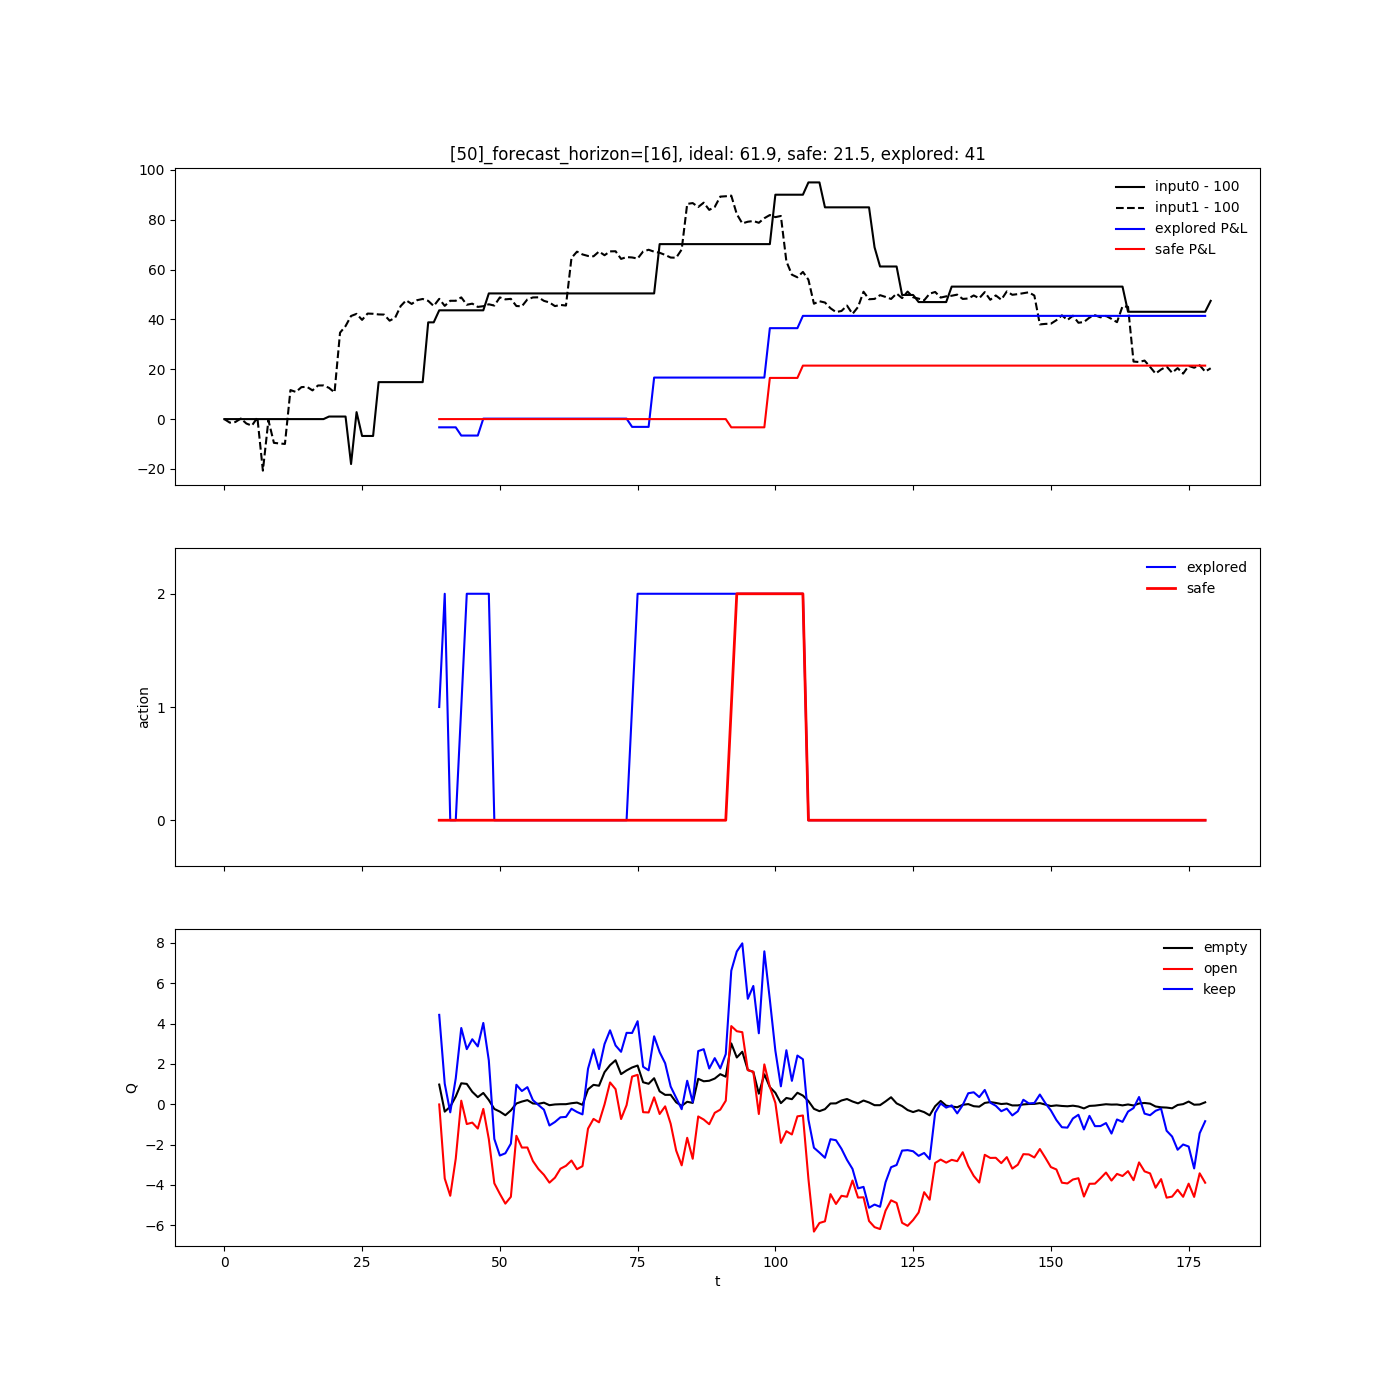 [50]_forecast_horizon=[16], ideal: 61.9, safe: 21.5, explored: 41
100
80
60
40
20
0
−20
input0 - 100
input1 - 100
explored P&L
safe P&L
2
1
0
action
explored
safe
8
6
4
2
0
−2
−4
−6
Q
empty
open
keep
0
25
50
75
100
125
150
175
t